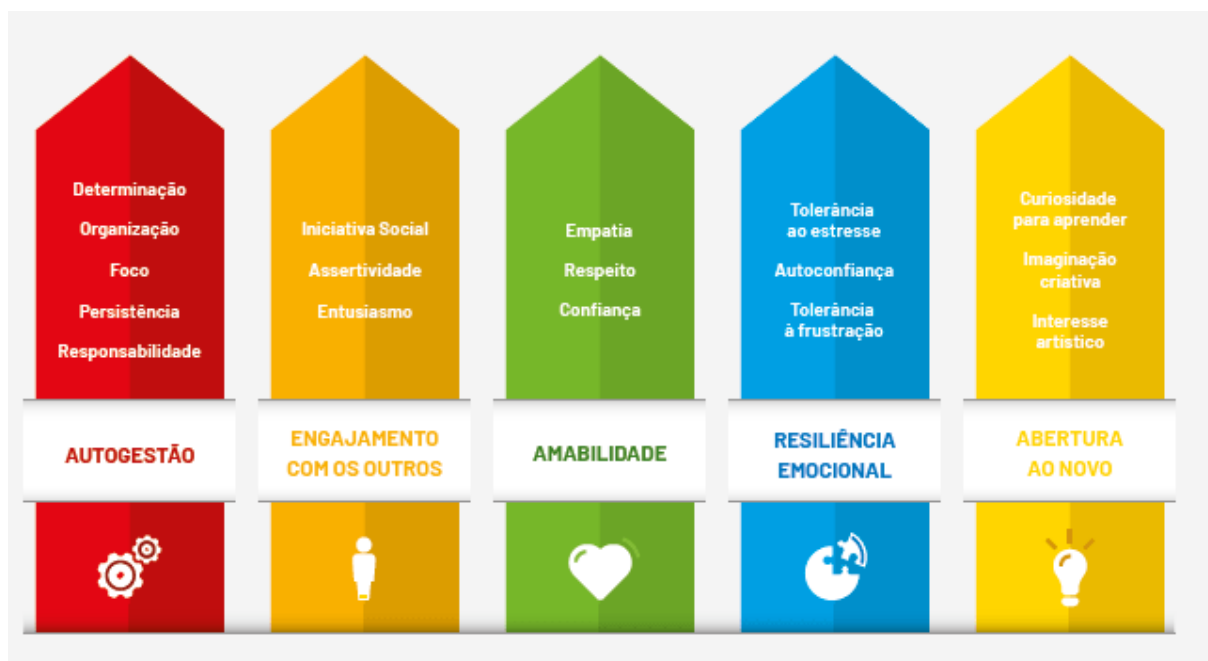 Determinação
Organização
Foco
Persistência
Responsabilidade
AUTOGESTÃO
Iniciativa Social
Assertividade
Entusiasmo
ENGAJAMENTO
COM OS OUTROS
Empatia
Respeito
Confiança
AMABILIDADE
Tolerância
ao estresse
Autoconfiança
Tolerância
à frustração
RESILIÊNCIA
EMOCIONAL
Curiosidade
para aprender
Imaginação
criativa
Interesse
artístico
ABERTURA
AO NOVO